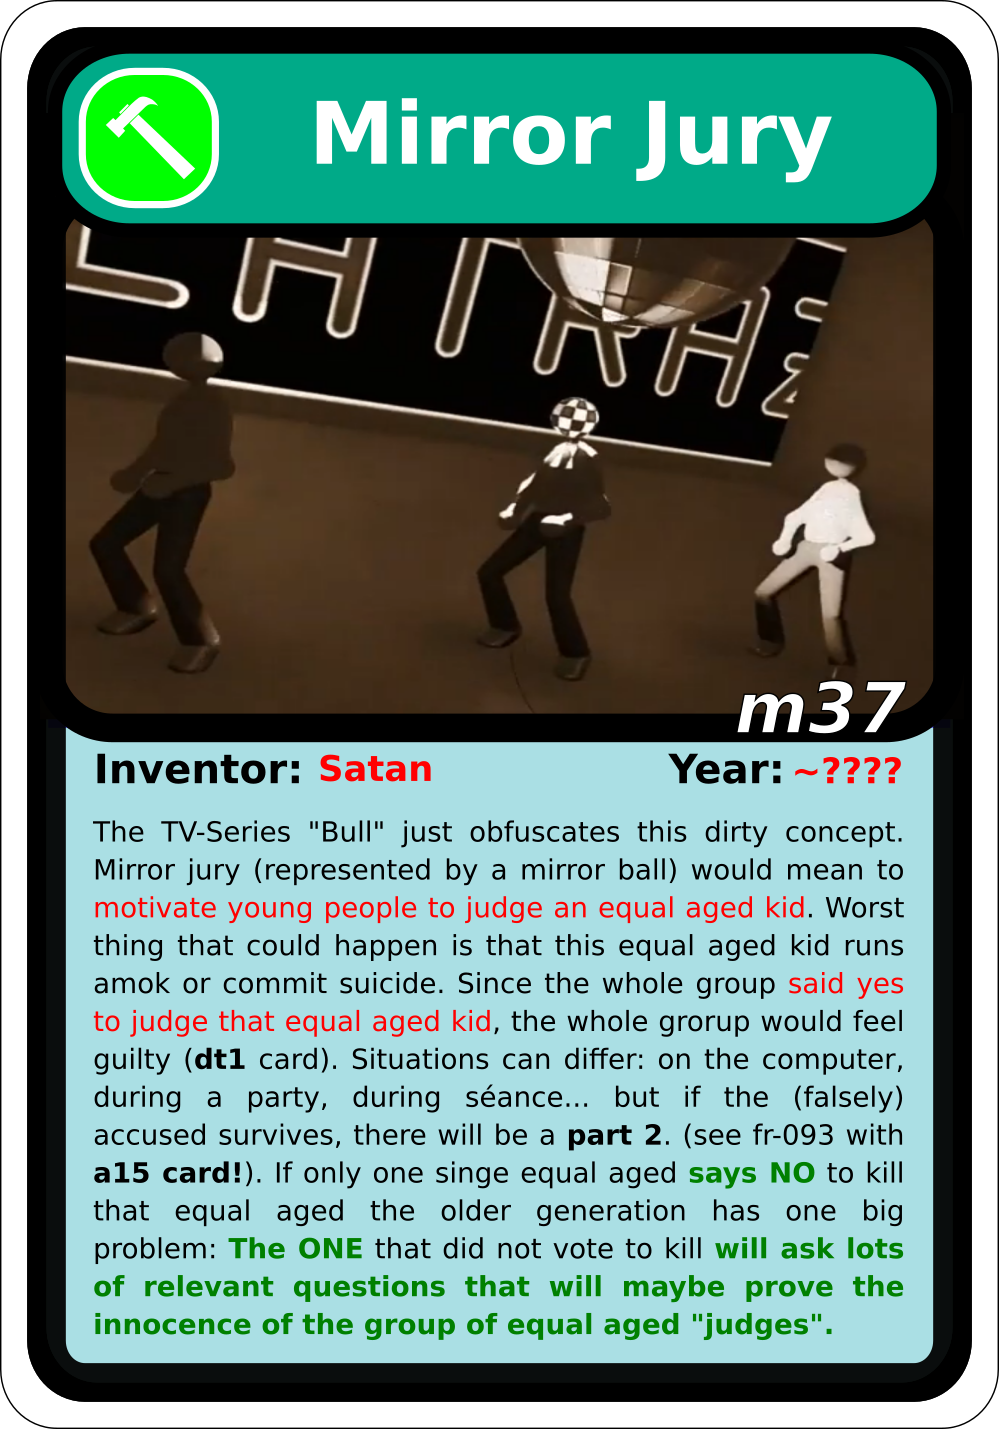 Mirror Jury
m37
Inventor: Satan Year: ~????
The TV-Series "Bull" just obfuscates this dirty concept.
Mirror jury (represented by a mirror ball) would mean to
motivate young people to judge an equal aged kid. Worst
thing that could happen is that this equal aged kid runs
amok or commit suicide. Since the whole group said yes
to judge that equal aged kid, the whole grorup would feel
guilty (dt1 card). Situations can differ: on the computer,
during a party, during séance... but if the (falsely)
accused survives, there will be a part 2. (see fr-093 with
a15 card!). If only one singe equal aged says NO to kill
that equal aged the older generation has one big
problem: The ONE that did not vote to kill will ask lots
of relevant questions that will maybe prove the
innocence of the group of equal aged "judges".